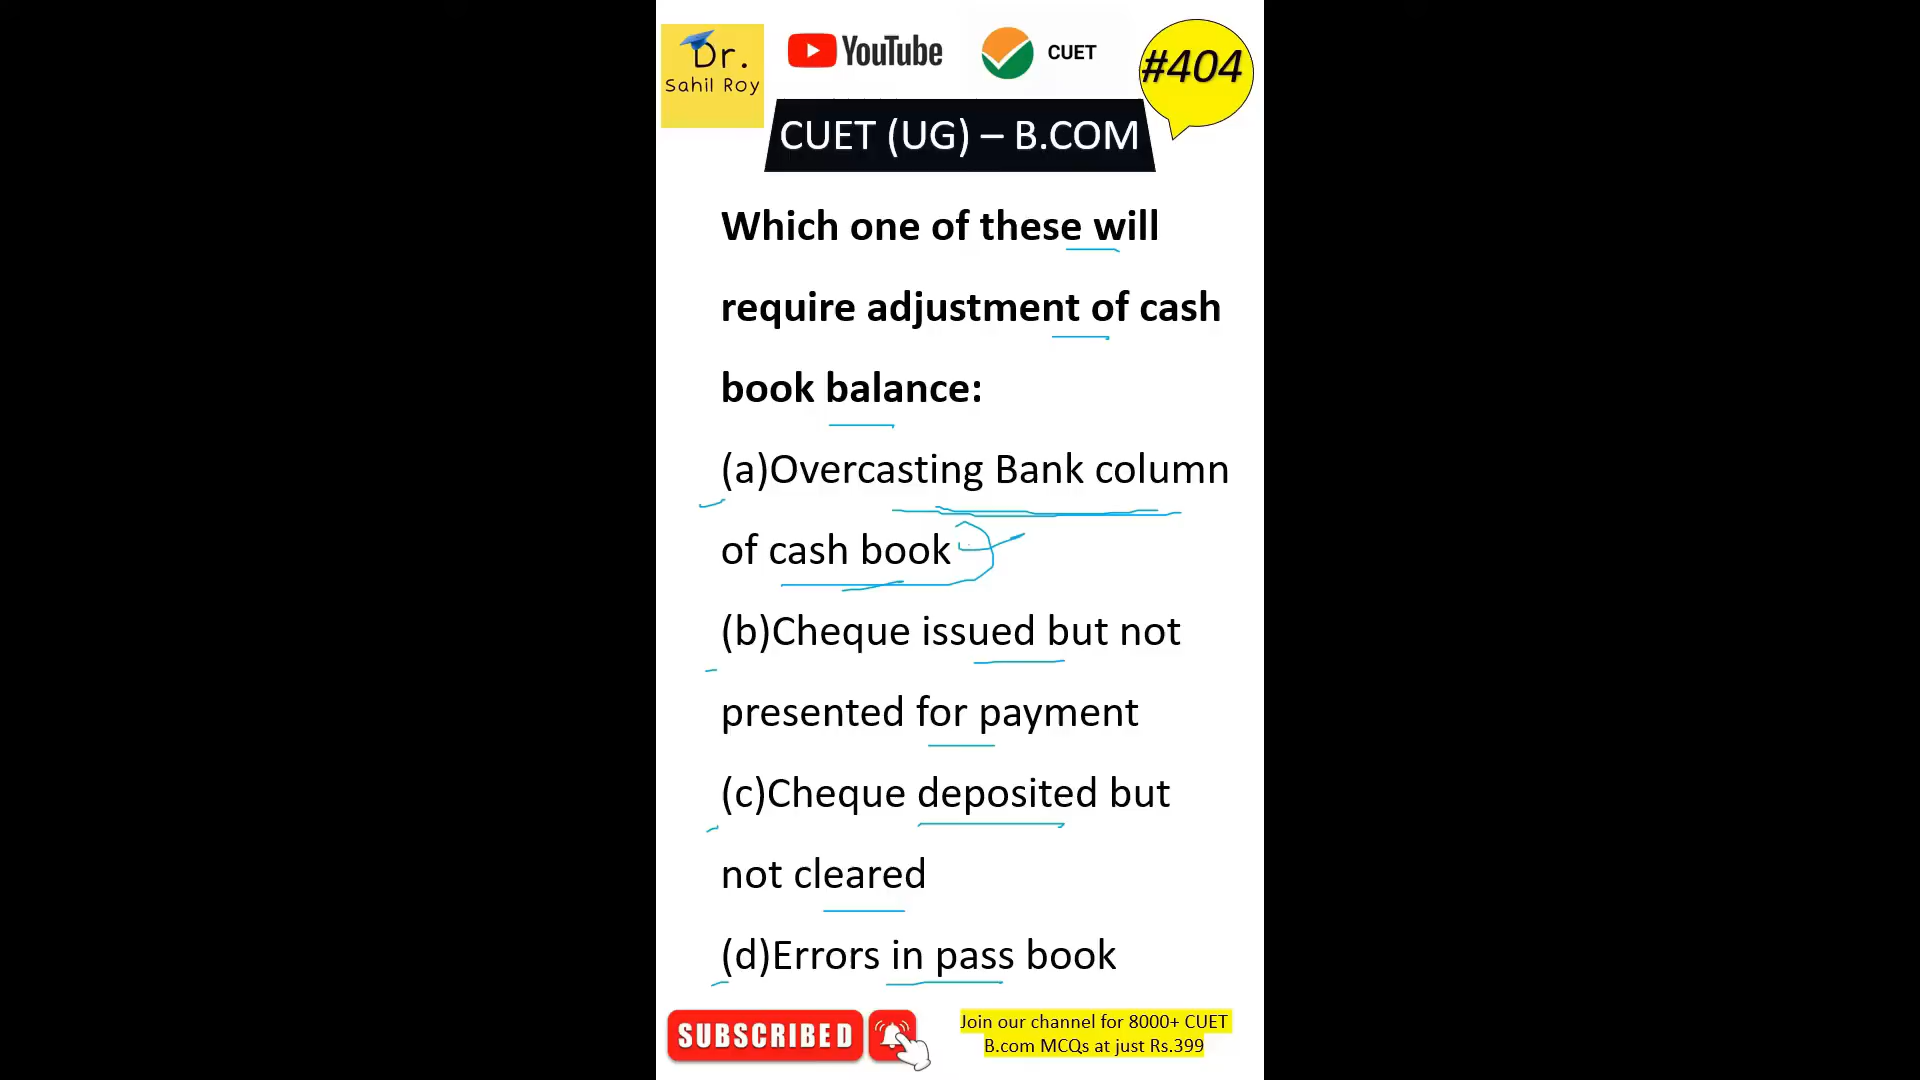 Dr.
Sahil Roy
YouTube
CUET
#404
CUET (UG) – B.COM
Which one of these will
require adjustment of cash
book balance:
(a)Overcasting Bank column
of cash book
(b)Cheque issued but not
presented for payment
(c)Cheque deposited but
not cleared
(d)Errors in pass book
SUBSCRIBED
Join our channel for 8000+ CUET
B.com MCQs at just Rs.399